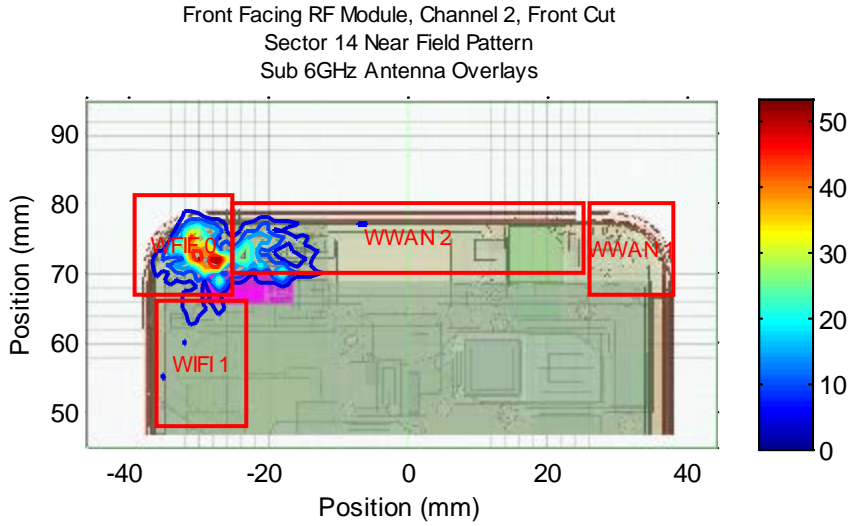 Front Facing RF Module, Channel 2, Front Cut
Sector 14 Near Field Pattern
Sub 6GHz Antenna Overlays
90
80
70
60
50
Position (mm)
WIFI 0
WWAN 2
WWAN 1
WIFI 1
-40
-20
0
20
40
Position (mm)
50
40
30
20
10
0